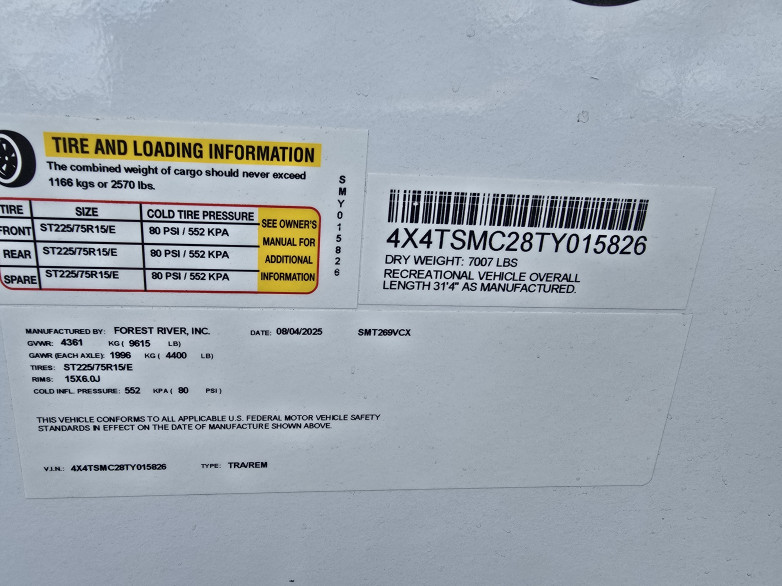 TIRE AND LOADING INFORMATION
The combined weight of cargo should never exceed
1166 kgs or 2570 lbs.
TIRE SIZE COLD TIRE PRESSURE SEE OWNER'S MANUAL FOR ADDITIONAL INFORMATION
FRONT ST225/75R15/E 80 PSI / 552 KPA
REAR ST225/75R15/E 80 PSI / 552 KPA
SPARE ST225/75R15/E 80 PSI / 552 KPA
SMY015826
4X4TSMC28TY015826
DRY WEIGHT: 7007 LBS
RECREATIONAL VEHICLE OVERALL
LENGTH 31'4" AS MANUFACTURED.
MANUFACTURED BY: FOREST RIVER, INC. DATE: 08/04/2025 SMT269VCX
GVWR: 4361 KG ( 9615 LB)
GAWR (EACH AXLE): 1996 KG ( 4400 LB)
TIRES: ST225/75R15/E
RIMS: 15X6.0J
COLD INFL. PRESSURE: 552 KPA ( 80 PSI )
THIS VEHICLE CONFORMS TO ALL APPLICABLE U.S. FEDERAL MOTOR VEHICLE SAFETY
STANDARDS IN EFFECT ON THE DATE OF MANUFACTURE SHOWN ABOVE.
V.I.N.: 4X4TSMC28TY015826 TYPE: TRA/REM